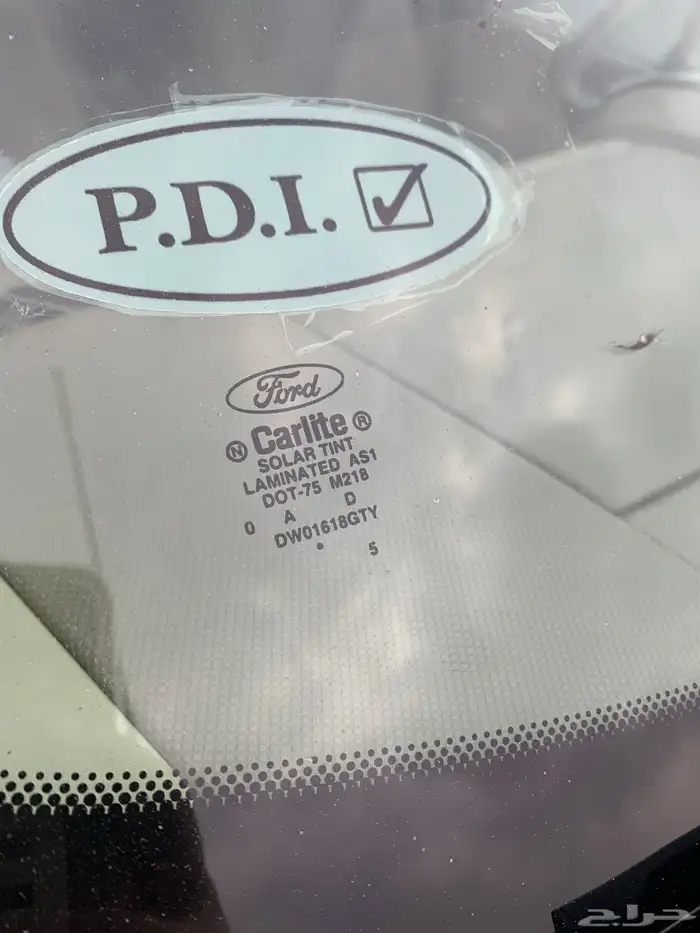 P.D.I.
Ford
N Carlite ®
SOLAR TINT
LAMINATED AS1
DOT-75 M218
0 A D
DW01618GTY
• 5
حراج